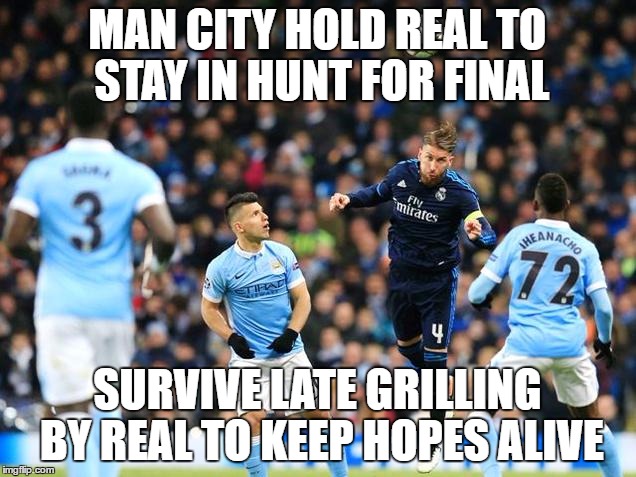 MAN CITY HOLD REAL TO
STAY IN HUNT FOR FINAL
3
Fly
Emirates
ETIHAD
4
IHEANACHO
72
SURVIVE LATE GRILLING
BY REAL TO KEEP HOPES ALIVE
imgflip.com